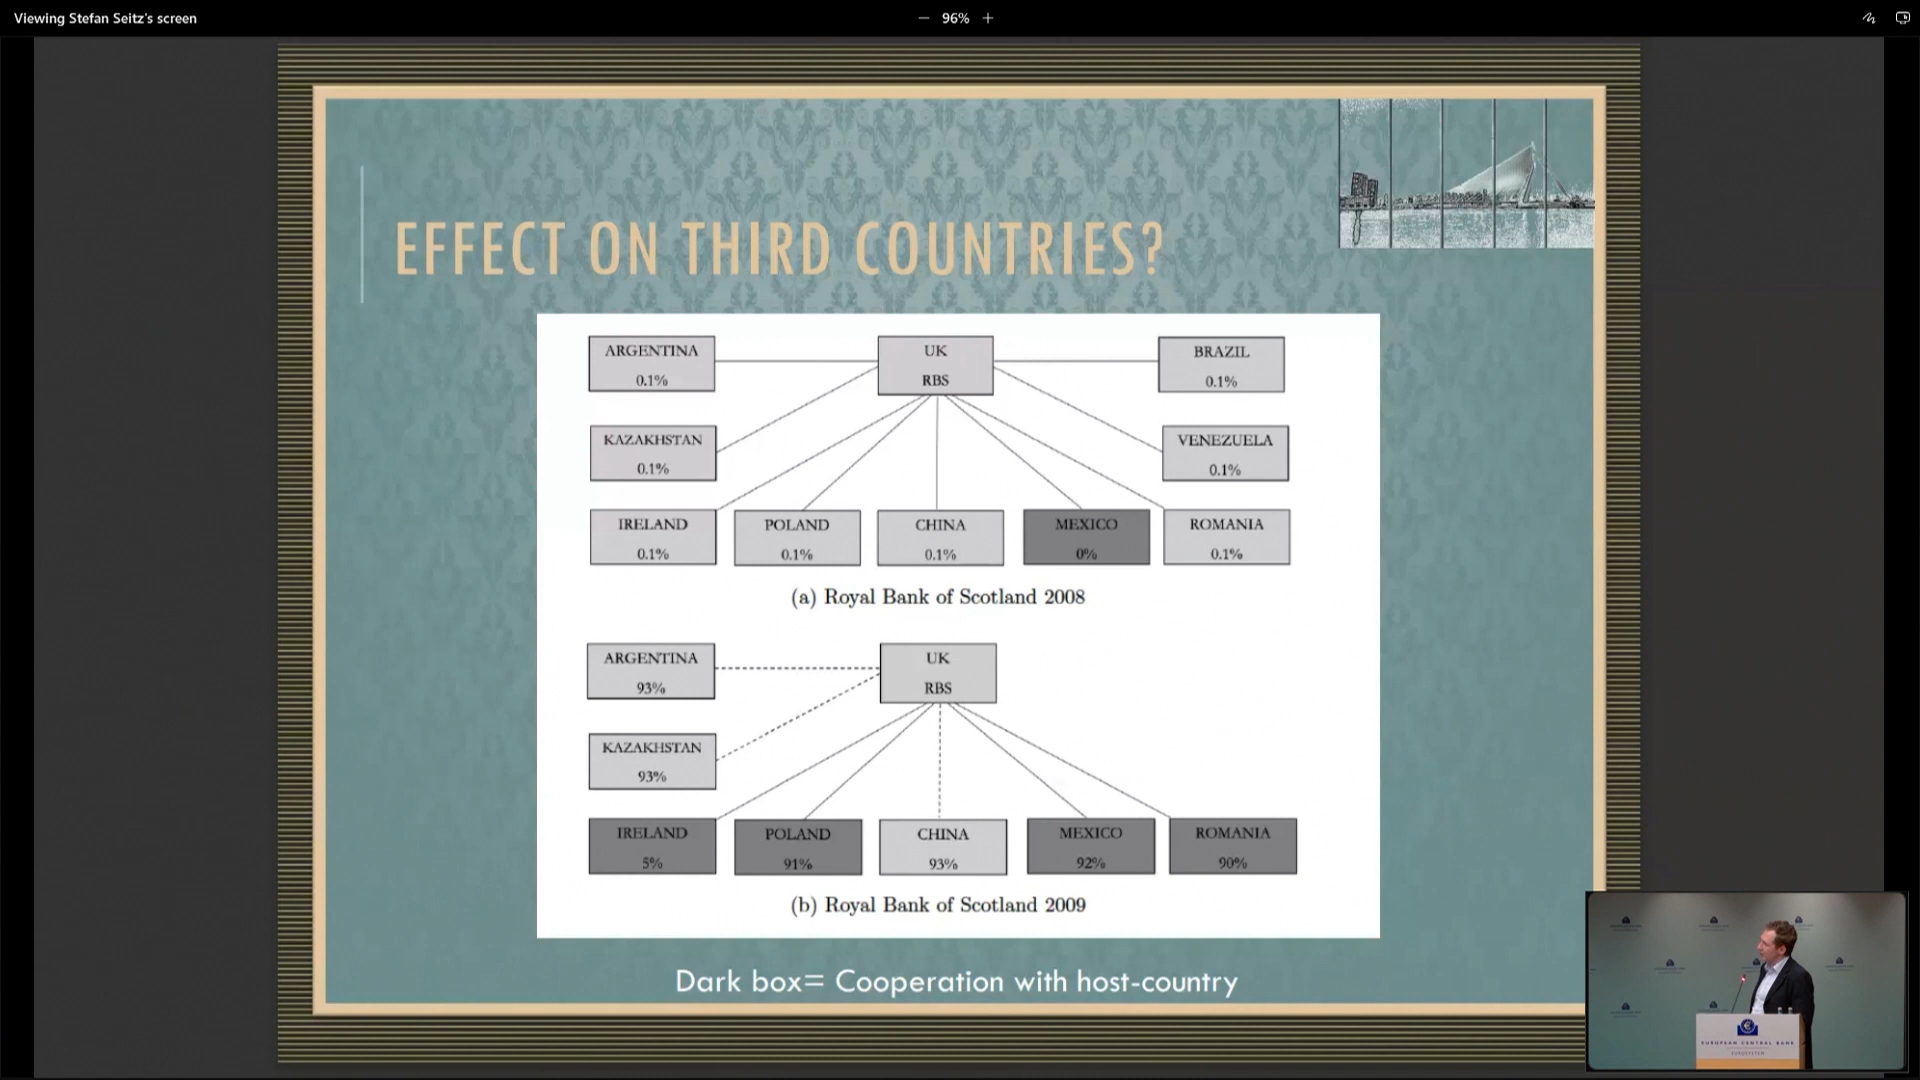 Viewing Stefan Seitz's screen
96%
EFFECT ON THIRD COUNTRIES?
ARGENTINA
0.1%
UK
RBS
BRAZIL
0.1%
KAZAKHSTAN
0.1%
VENEZUELA
0.1%
IRELAND
0.1%
POLAND
0.1%
CHINA
0.1%
MEXICO
0%
ROMANIA
0.1%
(a) Royal Bank of Scotland 2008
ARGENTINA
93%
UK
RBS
KAZAKHSTAN
93%
IRELAND
5%
POLAND
91%
CHINA
93%
MEXICO
92%
ROMANIA
90%
(b) Royal Bank of Scotland 2009
Dark box= Cooperation with host-country
EUROPEAN CENTRAL BANK
EUROSYSTEM